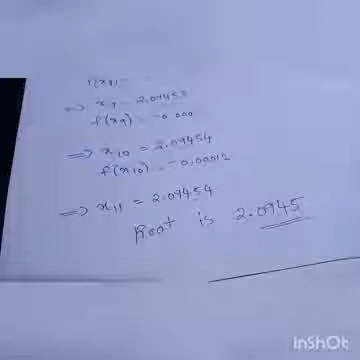 ⇒ x9 = 2.09453
f(x9) = -0.000
⇒ x10 = 2.09454
f(x10) = -0.00012
⇒ x11 = 2.09454
Root is 2.0945
InShOt